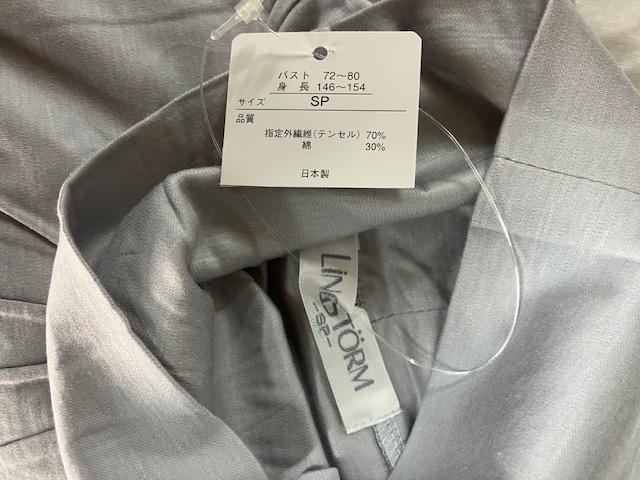 バスト 72〜80
身長 146〜154
サイズ SP
品質
指定外繊維(テンセル) 70%
綿 30%
日本製
LiNDSTÖRM
-SP-